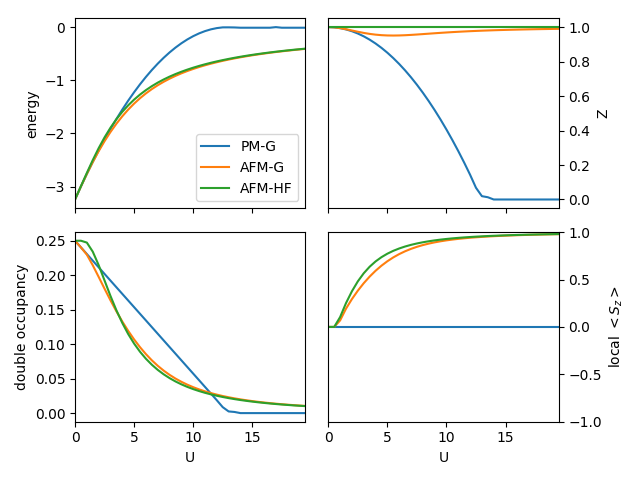 0
−1
−2
−3
energy
PM-G
AFM-G
AFM-HF
1.0
0.8
0.6
0.4
0.2
0.0
Z
0.25
0.20
0.15
0.10
0.05
0.00
double occupancy
0 5 10 15
U
1.0
0.5
0.0
−0.5
−1.0
local < S_z >
0 5 10 15
U